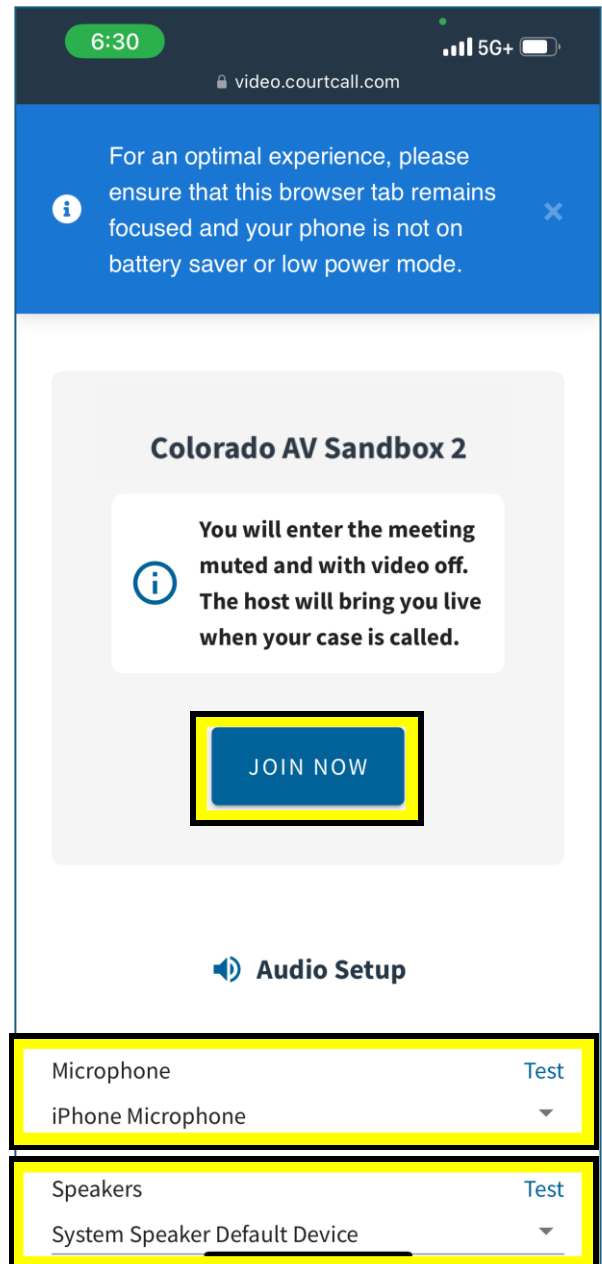 6:30
5G+
video.courtcall.com
For an optimal experience, please
ensure that this browser tab remains
focused and your phone is not on
battery saver or low power mode.
Colorado AV Sandbox 2
You will enter the meeting
muted and with video off.
The host will bring you live
when your case is called.
JOIN NOW
Audio Setup
Microphone Test
iPhone Microphone
Speakers Test
System Speaker Default Device